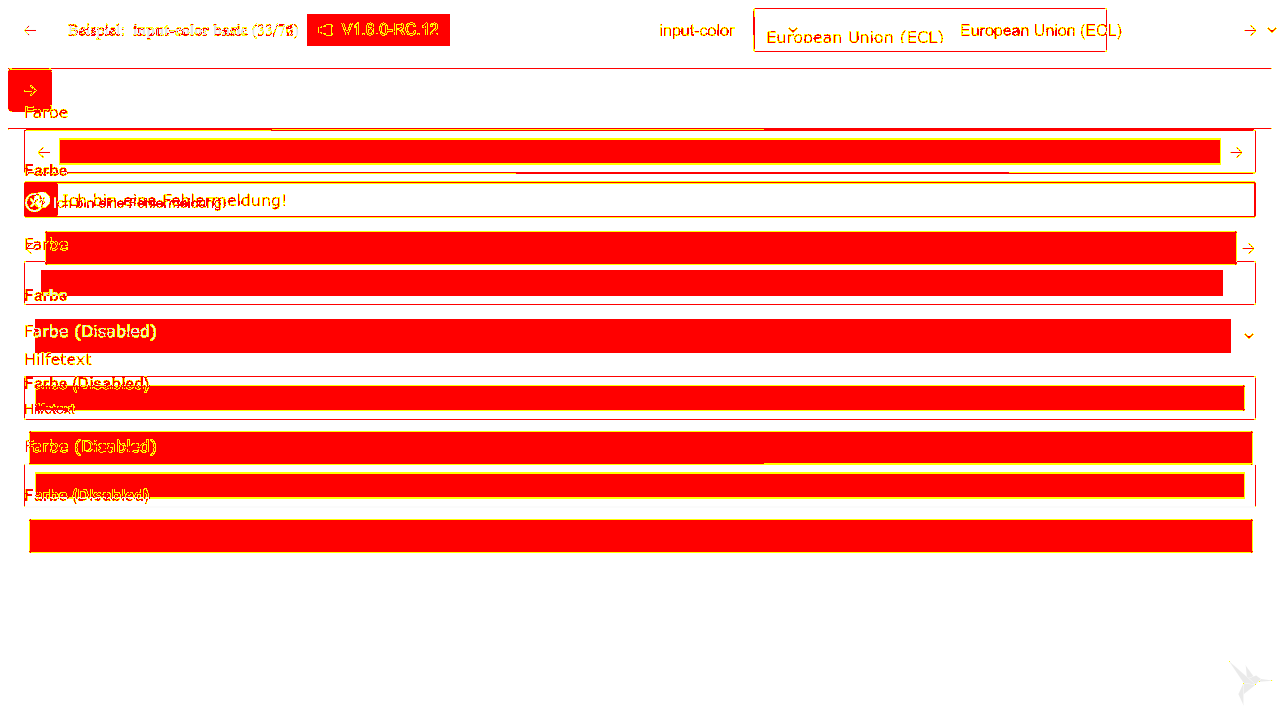 Beispiel: input-color basic (33/76) V1.6.0-RC.12 input-color European Union (ECL) European Union (ECL)
Farbe
Farbe
Ich bin eine Fehlermeldung!
Ich bin eine Fehlermeldung!
Farbe
Farbe
Farbe (Disabled)
Hilfetext
Farbe (Disabled)
Hilfetext
Farbe (Disabled)
Farbe (Disabled)